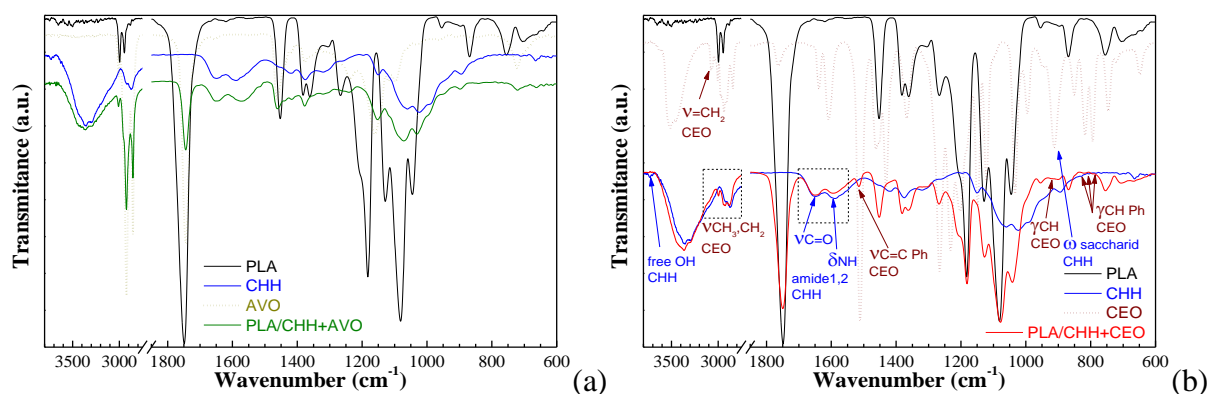 Transmitance (a.u.)
PLA
CHH
AVO
PLA/CHH+AVO
3500 3000 1800 1600 1400 1200 1000 800 600
Wavenumber (cm-1)
(a)
Transmitance (a.u.)
ν=CH2
CEO
free OH
CHH
νCH3,CH2
CEO
νC=O
δNH
amide1,2
CHH
νC=C Ph
CEO
γCH
CEO
γCH Ph
CEO
ω saccharid
CHH
PLA
CHH
CEO
PLA/CHH+CEO
3500 3000 1800 1600 1400 1200 1000 800 600
Wavenumber (cm-1)
(b)